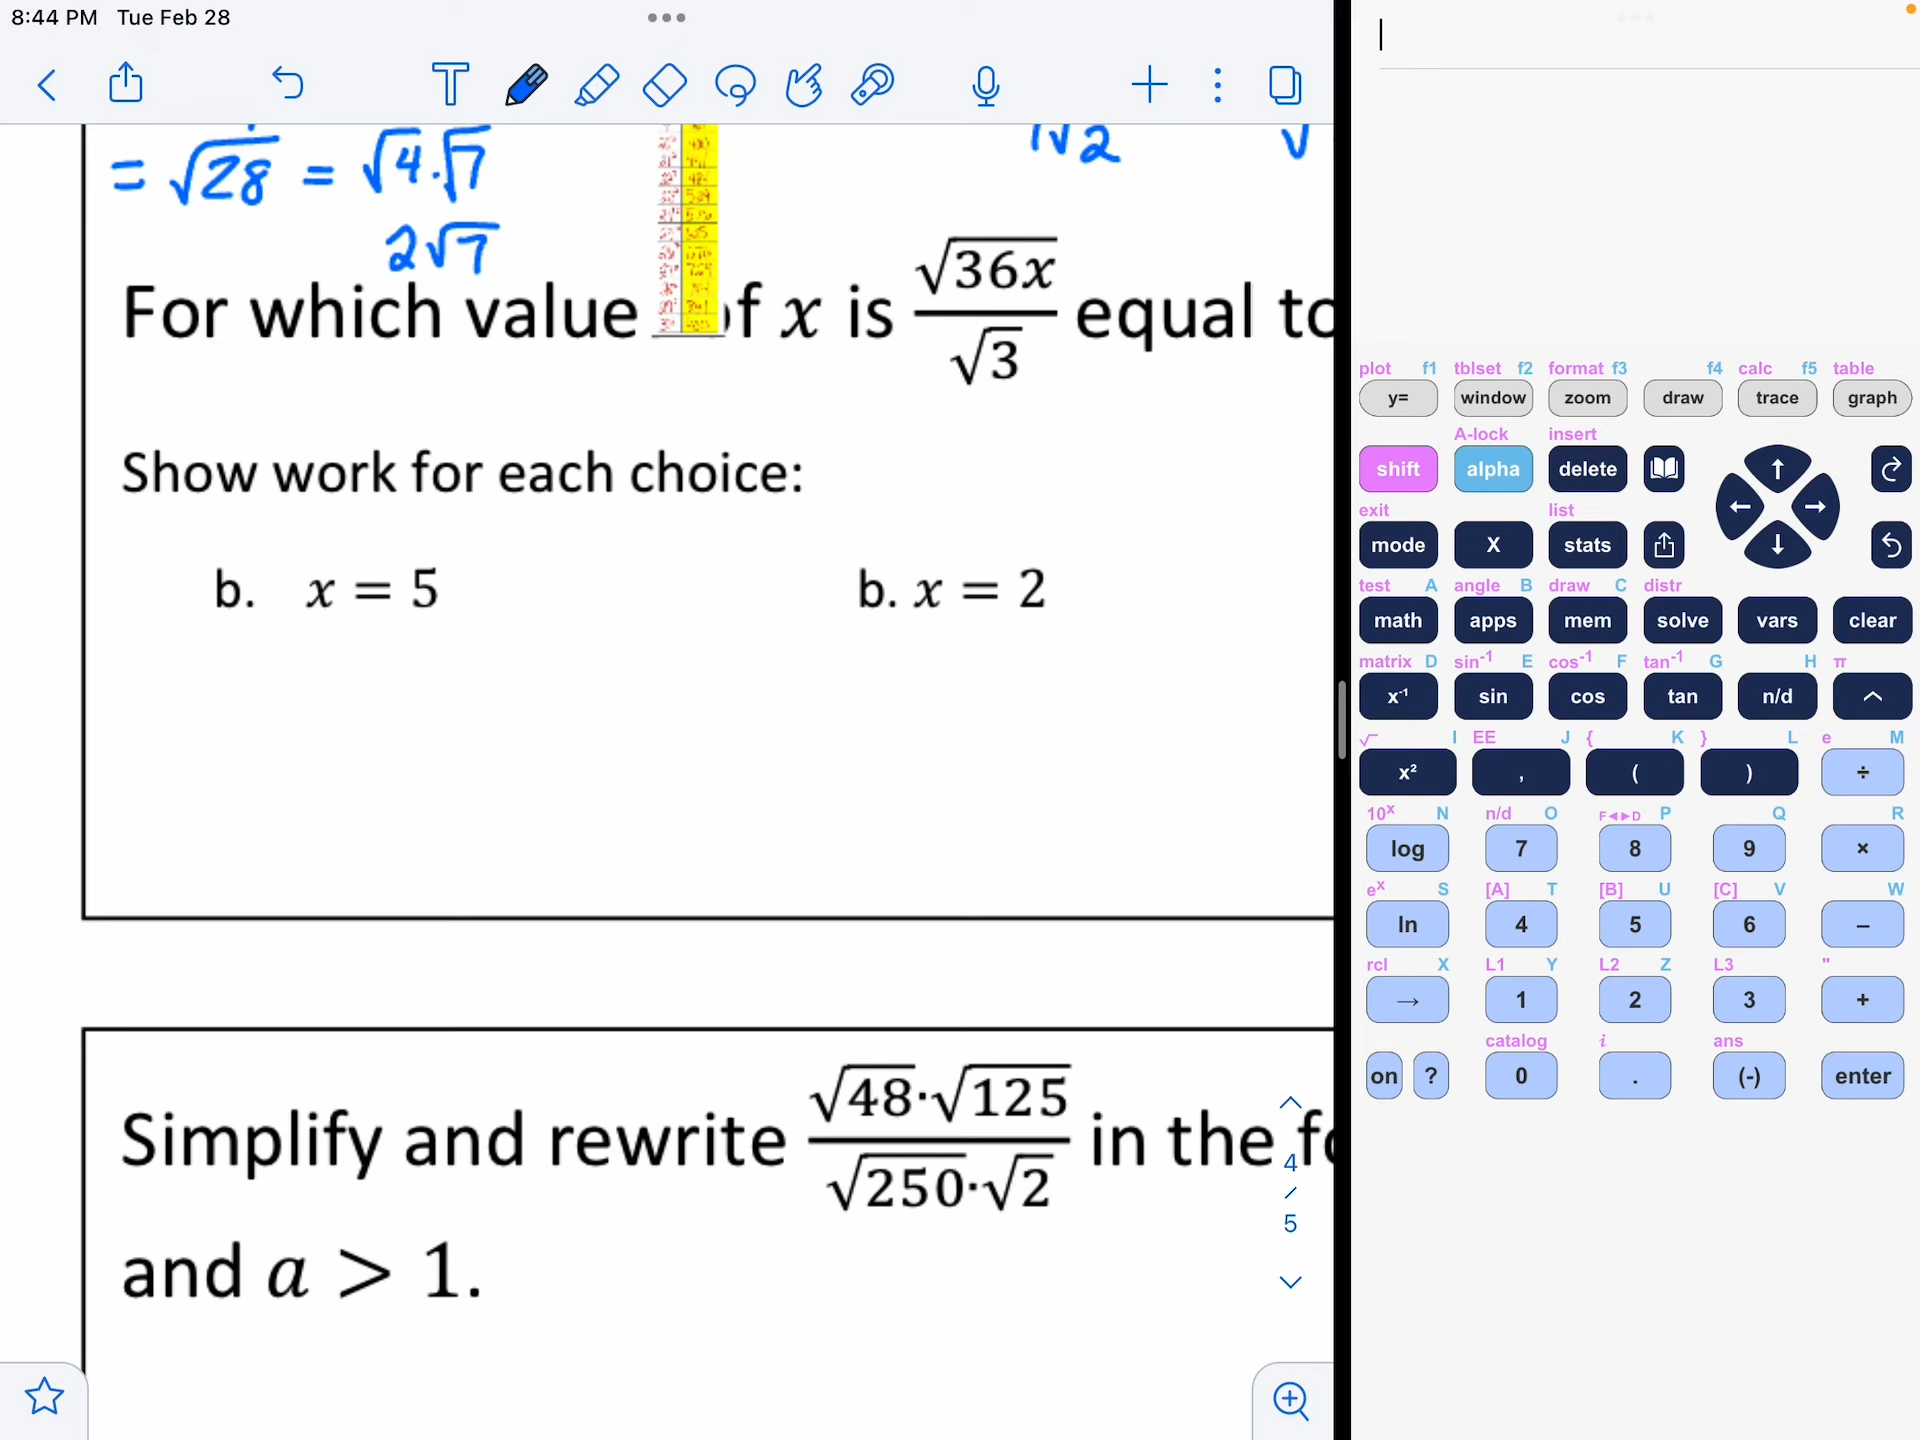 8:44 PM Tue Feb 28
T
= √28 = √4·√7
2√7
√2
√
For which value of x is √36x / √3 equal to
Show work for each choice:
b. x = 5
b. x = 2
Simplify and rewrite √48·√125 / √250·√2 in the fo
and a > 1.
4
/
5
plot f1 tblset f2 format f3 f4 calc f5 table
y= window zoom draw trace graph
A-lock insert
shift alpha delete
exit list
mode X stats
test A angle B draw C distr
math apps mem solve vars clear
matrix D sin⁻¹ E cos⁻¹ F tan⁻¹ G H π
x⁻¹ sin cos tan n/d ^
√ I EE J { K } L e M
x² , ( ) ÷
10ˣ N n/d O F◄►D P Q R
log 7 8 9 ×
eˣ S [A] T [B] U [C] V W
ln 4 5 6 −
rcl X L1 Y L2 Z L3 "
→ 1 2 3 +
catalog i ans
on ? 0 . (-) enter